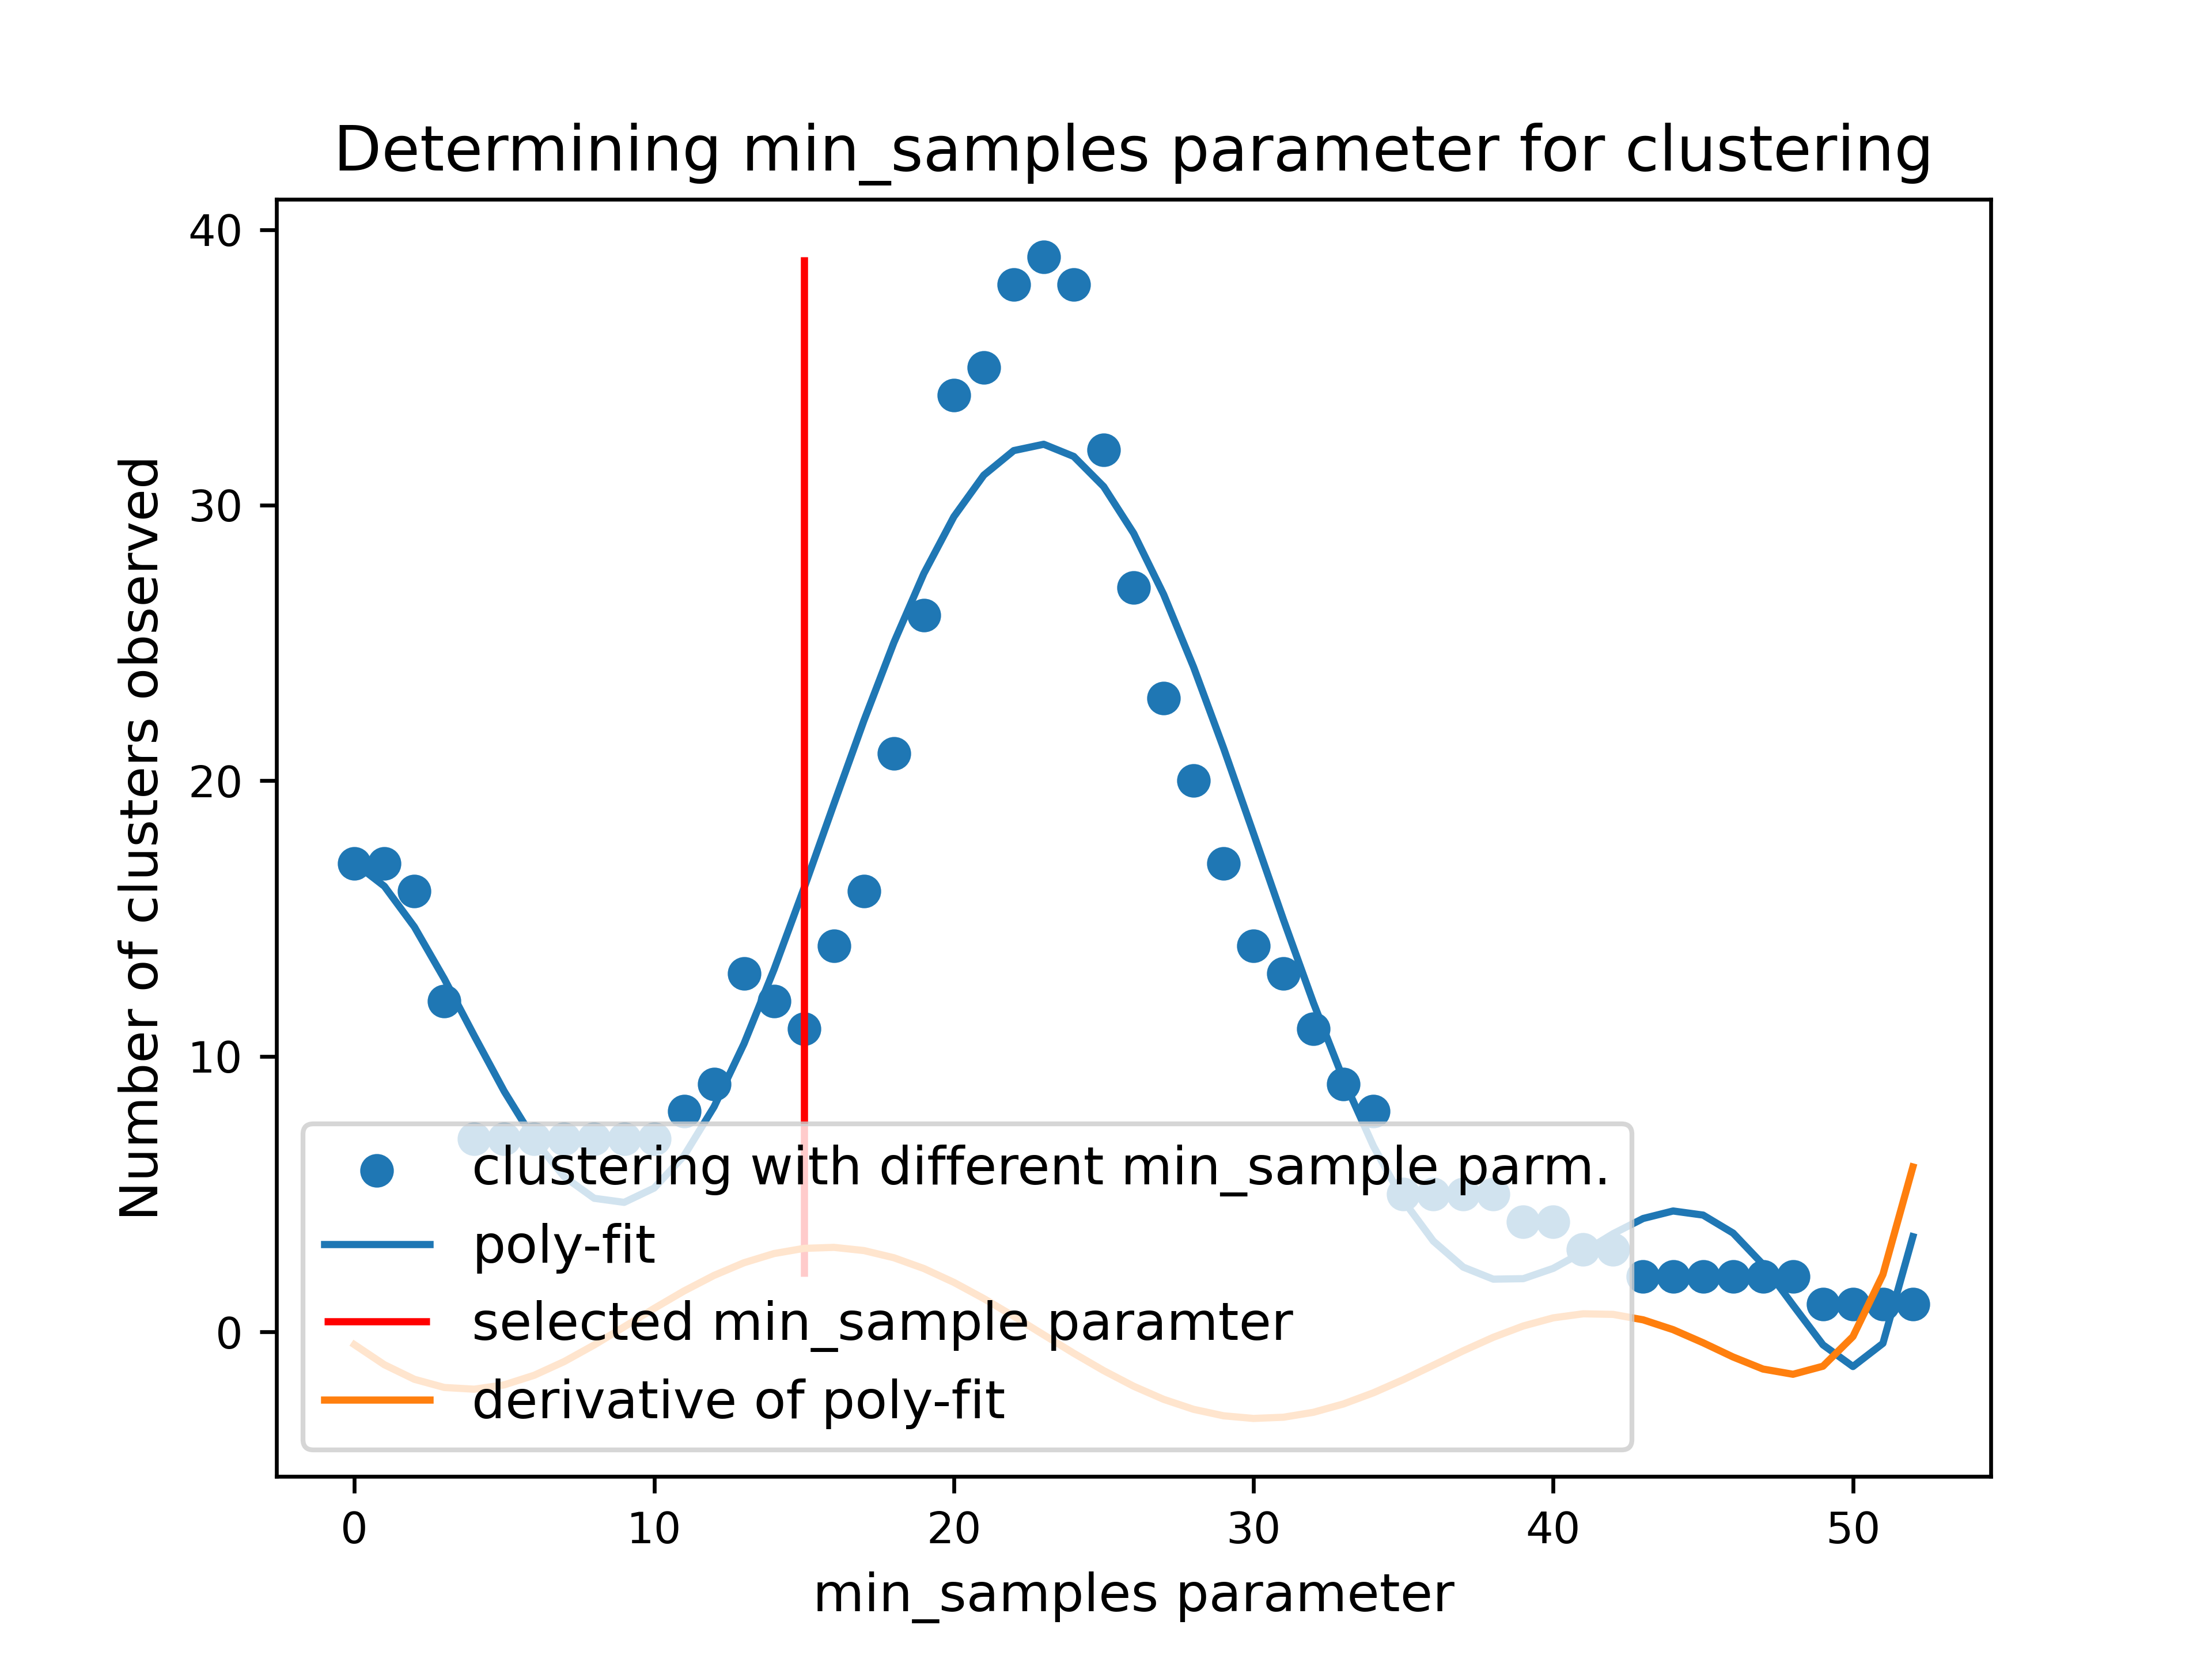 Determining min_samples parameter for clustering
40
30
20
10
0
Number of clusters observed
clustering with different min_sample parm.
poly-fit
selected min_sample paramter
derivative of poly-fit
0 10 20 30 40 50
min_samples parameter